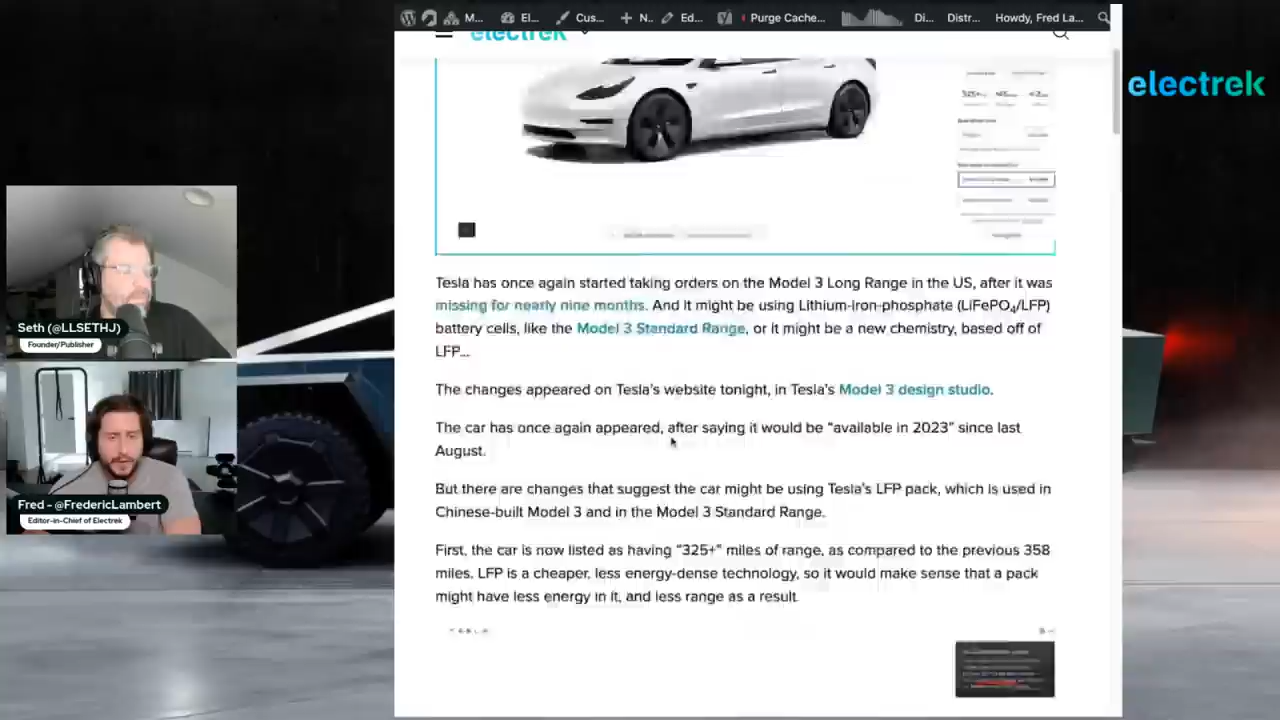 M...
El...
Cus...
N...
Ed...
Purge Cache...
Di...
Distr...
Howdy, Fred La...
electrek
electrek
Tesla has once again started taking orders on the Model 3 Long Range in the US, after it was
missing for nearly nine months. And it might be using Lithium-iron-phosphate (LiFePO₄/LFP)
battery cells, like the Model 3 Standard Range, or it might be a new chemistry, based off of
LFP...
The changes appeared on Tesla's website tonight, in Tesla's Model 3 design studio.
The car has once again appeared, after saying it would be “available in 2023” since last
August.
But there are changes that suggest the car might be using Tesla's LFP pack, which is used in
Chinese-built Model 3 and in the Model 3 Standard Range.
First, the car is now listed as having “325+” miles of range, as compared to the previous 358
miles. LFP is a cheaper, less energy-dense technology, so it would make sense that a pack
might have less energy in it, and less range as a result.
Seth (@LLSETHJ)
Founder/Publisher
Fred - @FredericLambert
Editor-in-Chief of Electrek